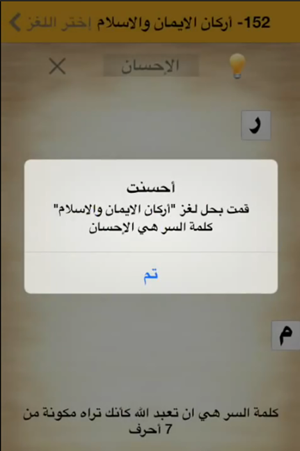 152- أركان الايمان والاسلام إختر اللغز
الإحسان
ر
أحسنت
قمت بحل لغز "أركان الايمان والاسلام"
كلمة السر هي الإحسان
تم
م
كلمة السر هي ان تعبد الله كأنك تراه مكونة من
7 أحرف